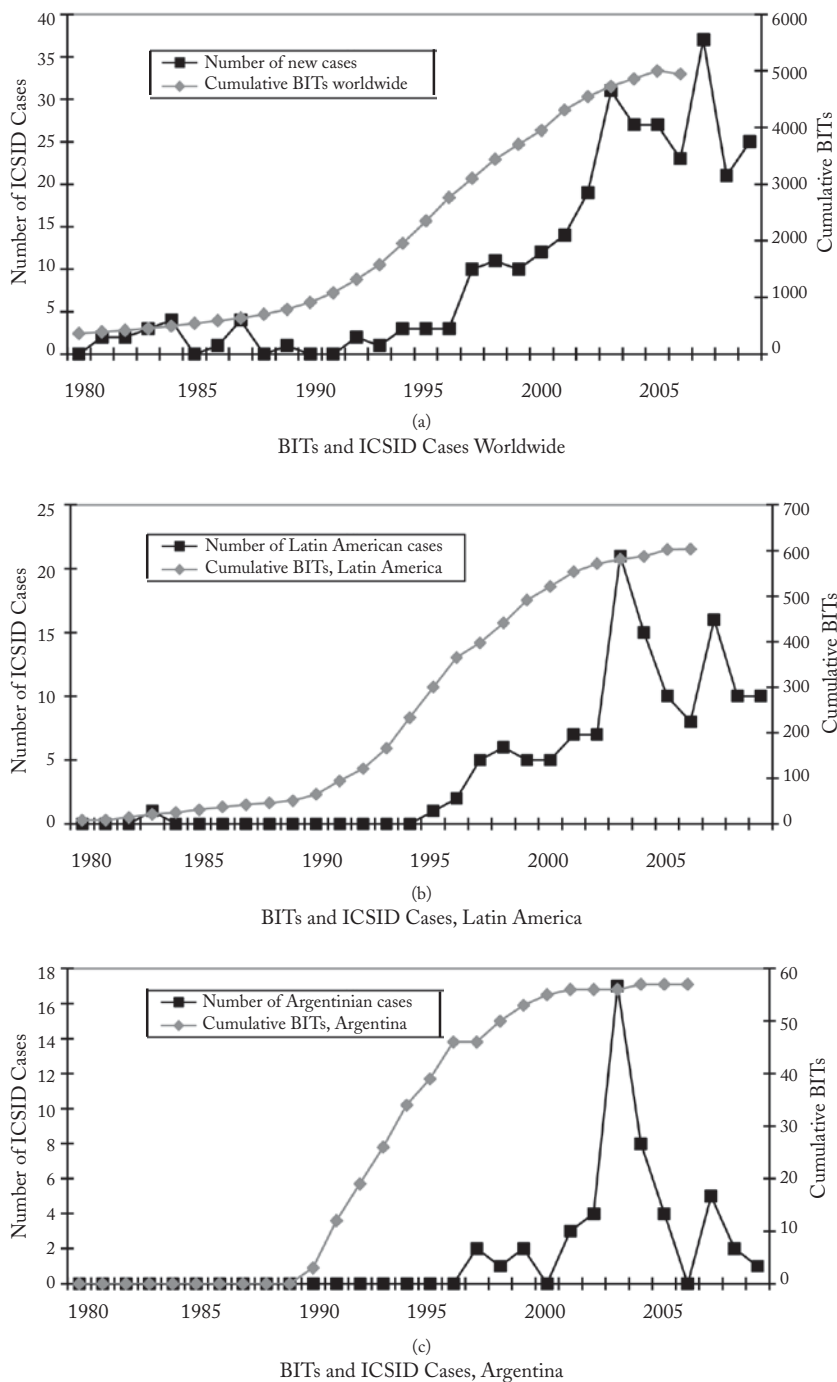 40
35
30
25
20
15
10
5
0
Number of ICSID Cases
Number of new cases
Cumulative BITs worldwide
6000
5000
4000
3000
2000
1000
0
Cumulative BITs
1980 1985 1990 1995 2000 2005
(a)
BITs and ICSID Cases Worldwide
25
20
15
10
5
0
Number of ICSID Cases
Number of Latin American cases
Cumulative BITs, Latin America
700
600
500
400
300
200
100
0
Cumulative BITs
1980 1985 1990 1995 2000 2005
(b)
BITs and ICSID Cases, Latin America
18
16
14
12
10
8
6
4
2
0
Number of ICSID Cases
Number of Argentinian cases
Cumulative BITs, Argentina
60
50
40
30
20
10
0
Cumulative BITs
1980 1985 1990 1995 2000 2005
(c)
BITs and ICSID Cases, Argentina